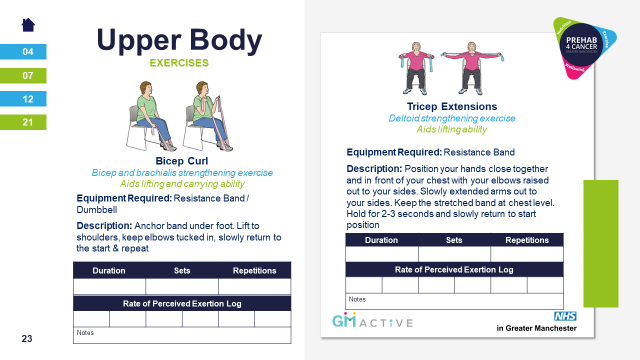 04
07
12
21
Upper Body
EXERCISES
Bicep Curl
Bicep and brachialis strengthening exercise
Aids lifting and carrying ability
Equipment Required: Resistance Band /
Dumbbell
Description: Anchor band under foot. Lift to
shoulders, keep elbows tucked in, slowly return to
the start & repeat
Duration Sets Repetitions
Rate of Perceived Exertion Log
Notes
23
PREHAB
4 CANCER
Tricep Extensions
Deltoid strengthening exercise
Aids lifting ability
Equipment Required: Resistance Band
Description: Position your hands close together
and in front of your chest with your elbows raised
out to your sides. Slowly extended arms out to
your sides. Keep the stretched band at chest level.
Hold for 2-3 seconds and slowly return to start
position
Duration Sets Repetitions
Rate of Perceived Exertion Log
Notes
GM ACTIVE
NHS
in Greater Manchester